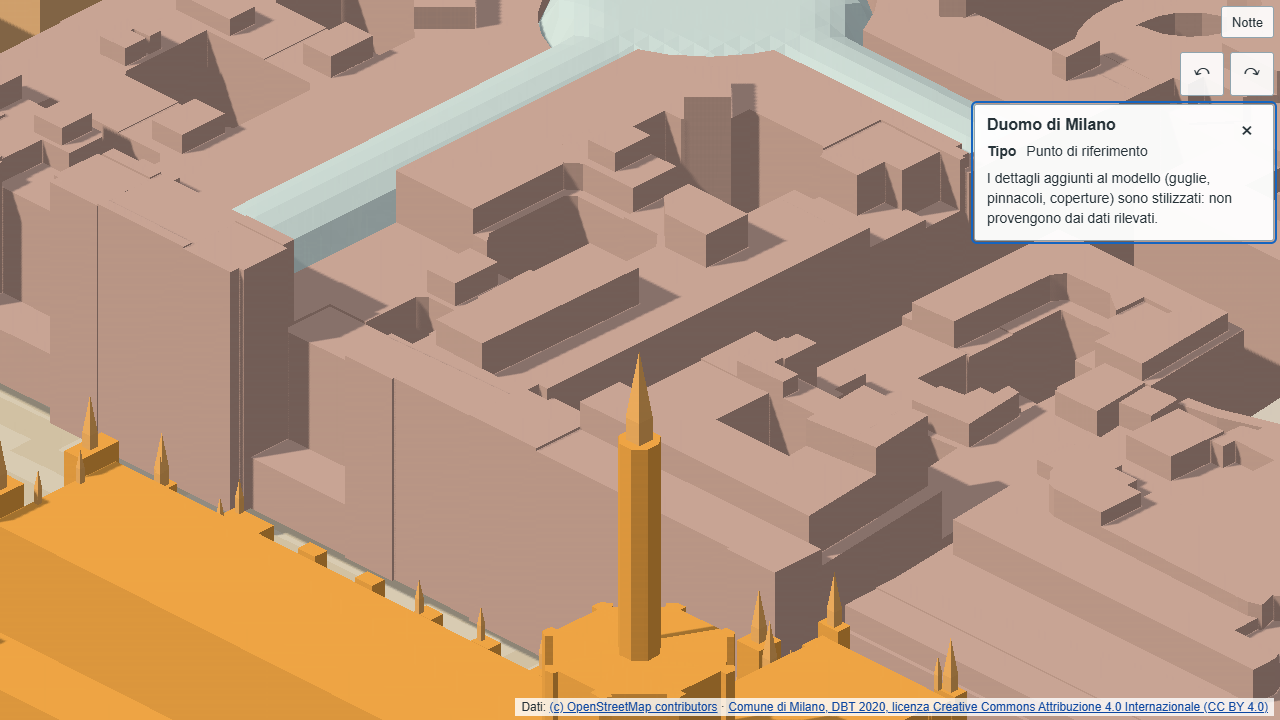 Notte
Duomo di Milano
Tipo Punto di riferimento
I dettagli aggiunti al modello (guglie,
pinnacoli, coperture) sono stilizzati: non
provengono dai dati rilevati.
Dati: (c) OpenStreetMap contributors · Comune di Milano, DBT 2020, licenza Creative Commons Attribuzione 4.0 Internazionale (CC BY 4.0)